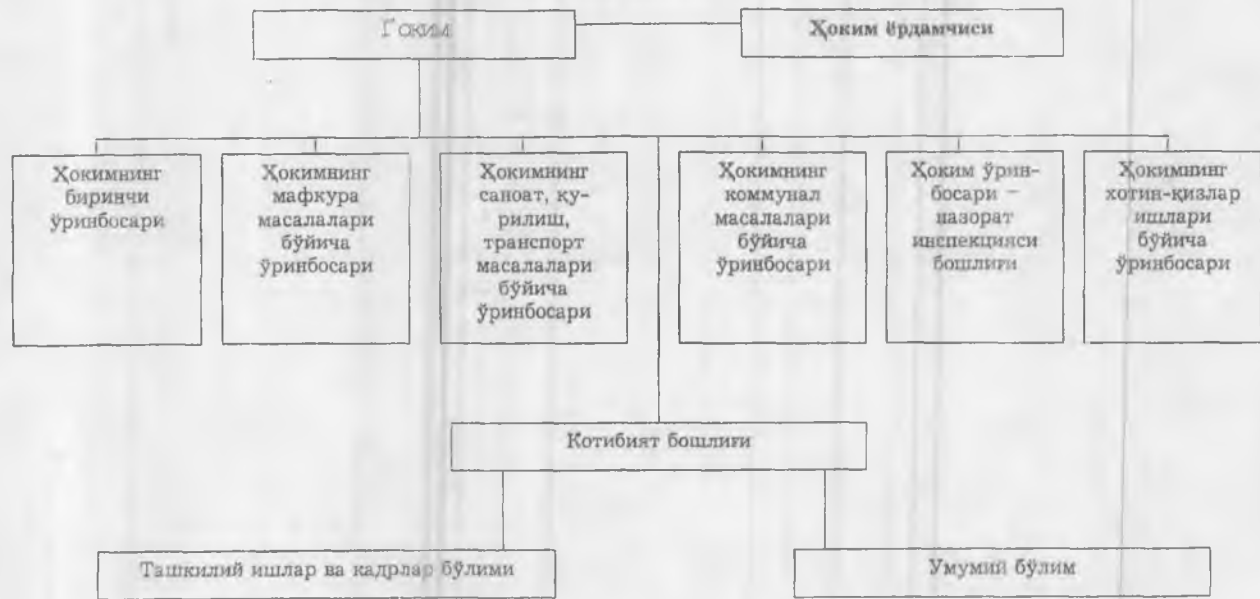 Ҳоким ёрдамчиси
Ҳокимнинг
биринчи
ўринбосари
Ҳокимнинг
мафкура
масалалари
бўйича
ўринбосари
Ҳокимнинг
саноат, қу-
рилиш,
транспорт
масалалари
бўйича
ўринбосари
Ҳокимнинг
коммунал
масалалари
бўйича
ўринбосари
Ҳоким ўрин-
босари –
назорат
инспекцияси
бошлиғи
Ҳокимнинг
хотин-қизлар
ишлари
бўйича
ўринбосари
Котибият бошлиғи
Ташкилий ишлар ва кадрлар бўлими
Умумий бўлим